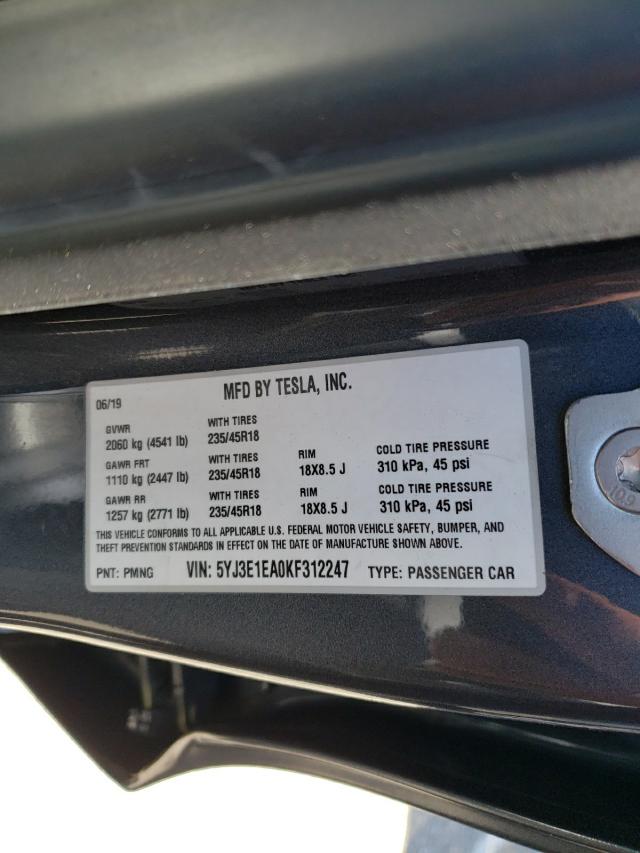 MFD BY TESLA, INC.
06/19
GVWR WITH TIRES
2060 kg (4541 lb) 235/45R18
GAWR FRT WITH TIRES RIM COLD TIRE PRESSURE
1110 kg (2447 lb) 235/45R18 18X8.5 J 310 kPa, 45 psi
GAWR RR WITH TIRES RIM COLD TIRE PRESSURE
1257 kg (2771 lb) 235/45R18 18X8.5 J 310 kPa, 45 psi
THIS VEHICLE CONFORMS TO ALL APPLICABLE U.S. FEDERAL MOTOR VEHICLE SAFETY, BUMPER, AND
THEFT PREVENTION STANDARDS IN EFFECT ON THE DATE OF MANUFACTURE SHOWN ABOVE.
PNT: PMNG VIN: 5YJ3E1EA0KF312247 TYPE: PASSENGER CAR
10.9